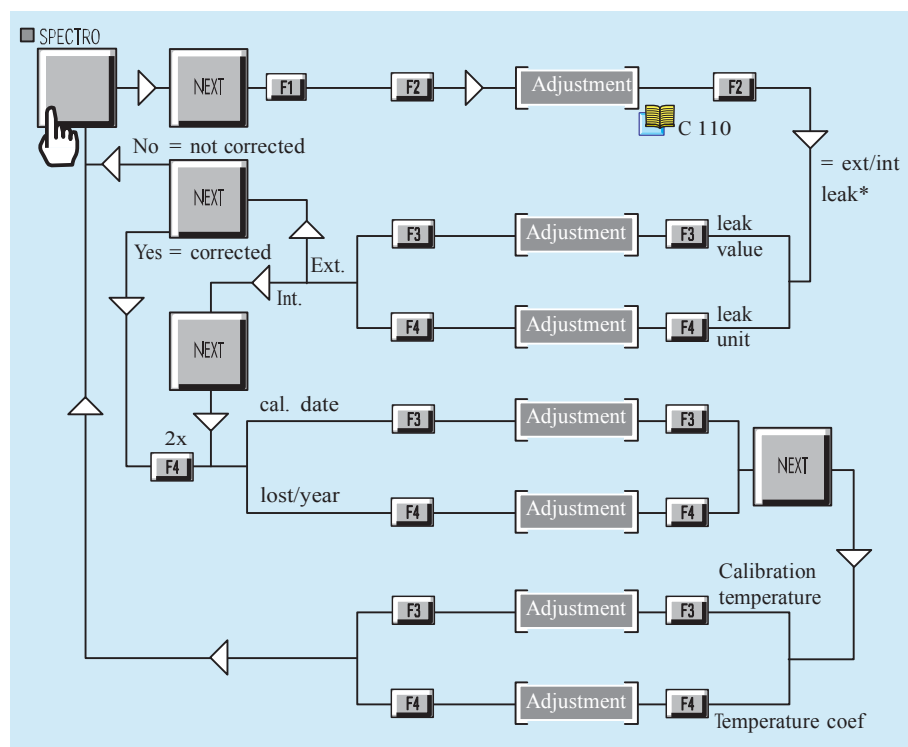 SPECTRO
NEXT F1 F2 Adjustment F2
C 110
= ext/int
leak*
No = not corrected
NEXT
Yes = corrected
Ext.
Int.
F3 Adjustment F3 leak
value
F4 Adjustment F4 leak
unit
NEXT
2x
F4
cal. date F3 Adjustment F3
lost/year F4 Adjustment F4
NEXT
Calibration
temperature
F3 Adjustment F3
F4 Adjustment F4 Temperature coef